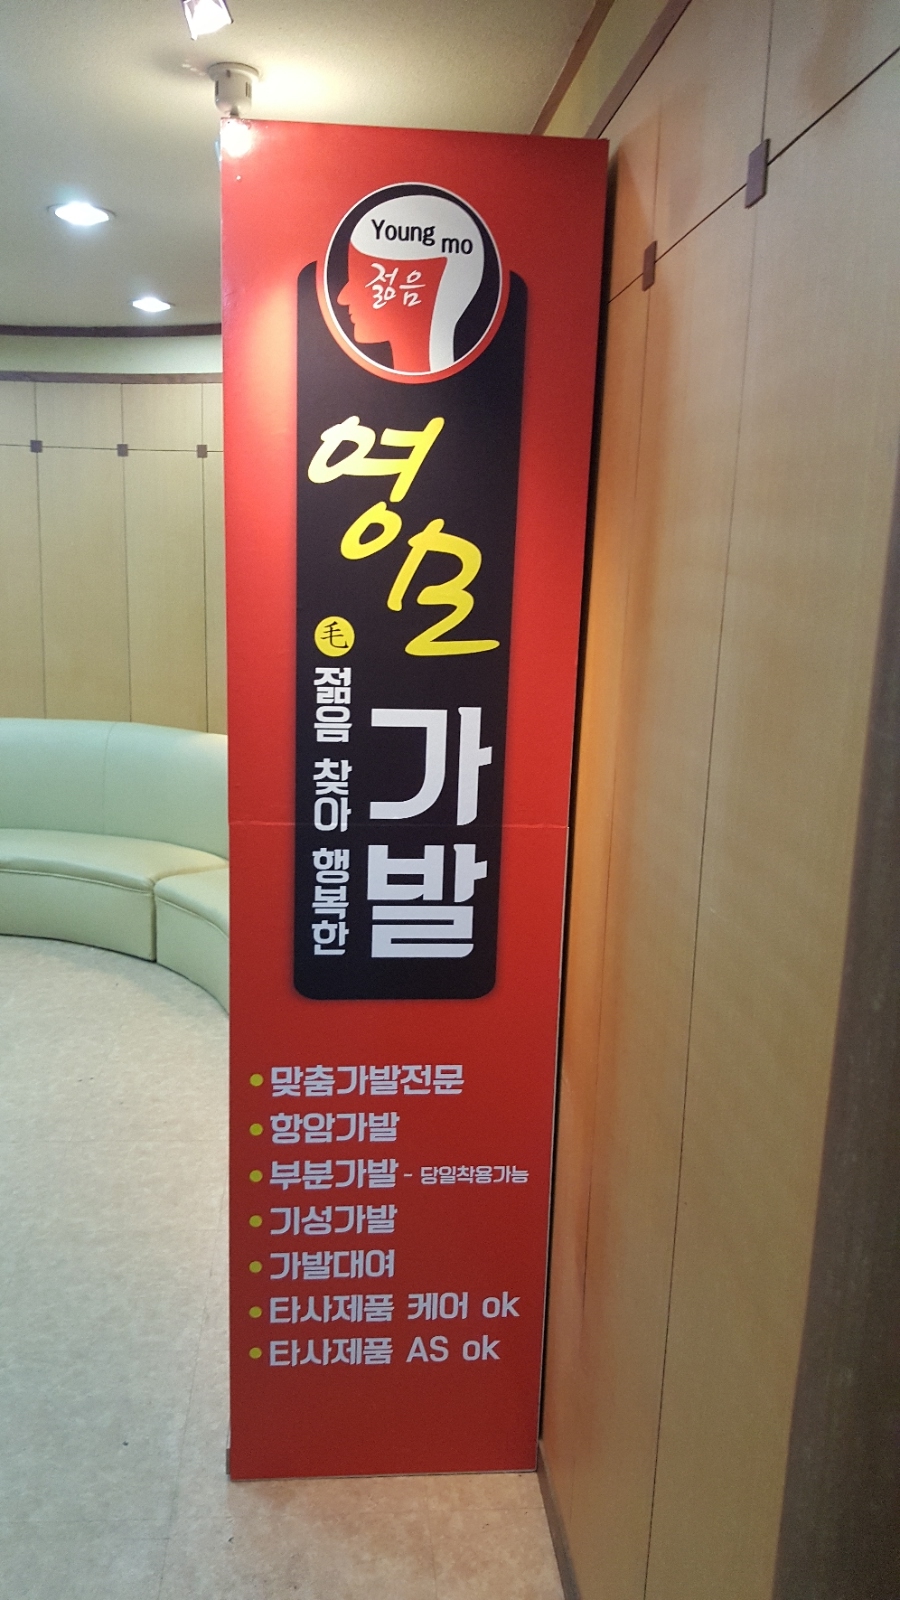 Young mo
젊음
영모
毛
젊음 찾아 행복한
가발
• 맞춤가발전문
• 항암가발
• 부분가발 - 당일착용가능
• 기성가발
• 가발대여
• 타사제품 케어 ok
• 타사제품 AS ok